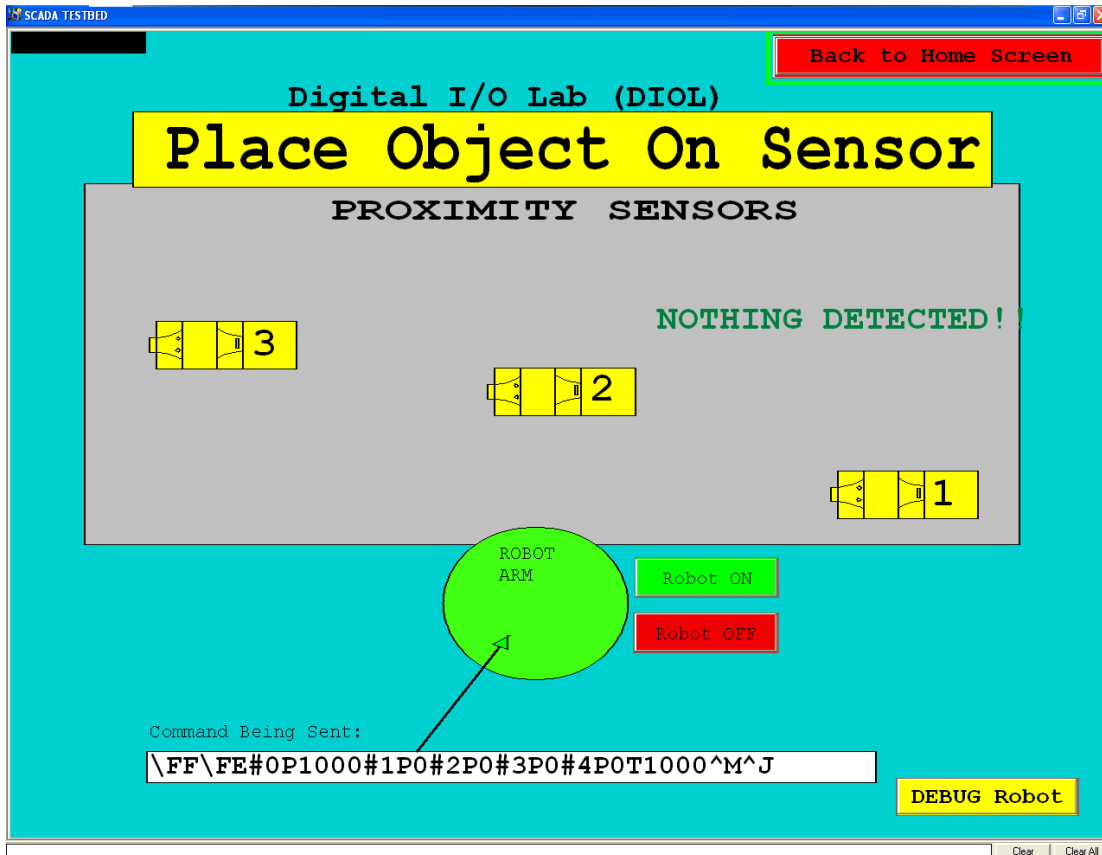 SCADA TESTBED
Back to Home Screen
Digital I/O Lab (DIOL)
Place Object On Sensor
PROXIMITY SENSORS
NOTHING DETECTED!!
3
2
1
ROBOT
ARM
Robot ON
Robot OFF
Command Being Sent:
\FF\FE#0P1000#1P0#2P0#3P0#4P0T1000^M^J
DEBUG Robot
Clear
Clear All